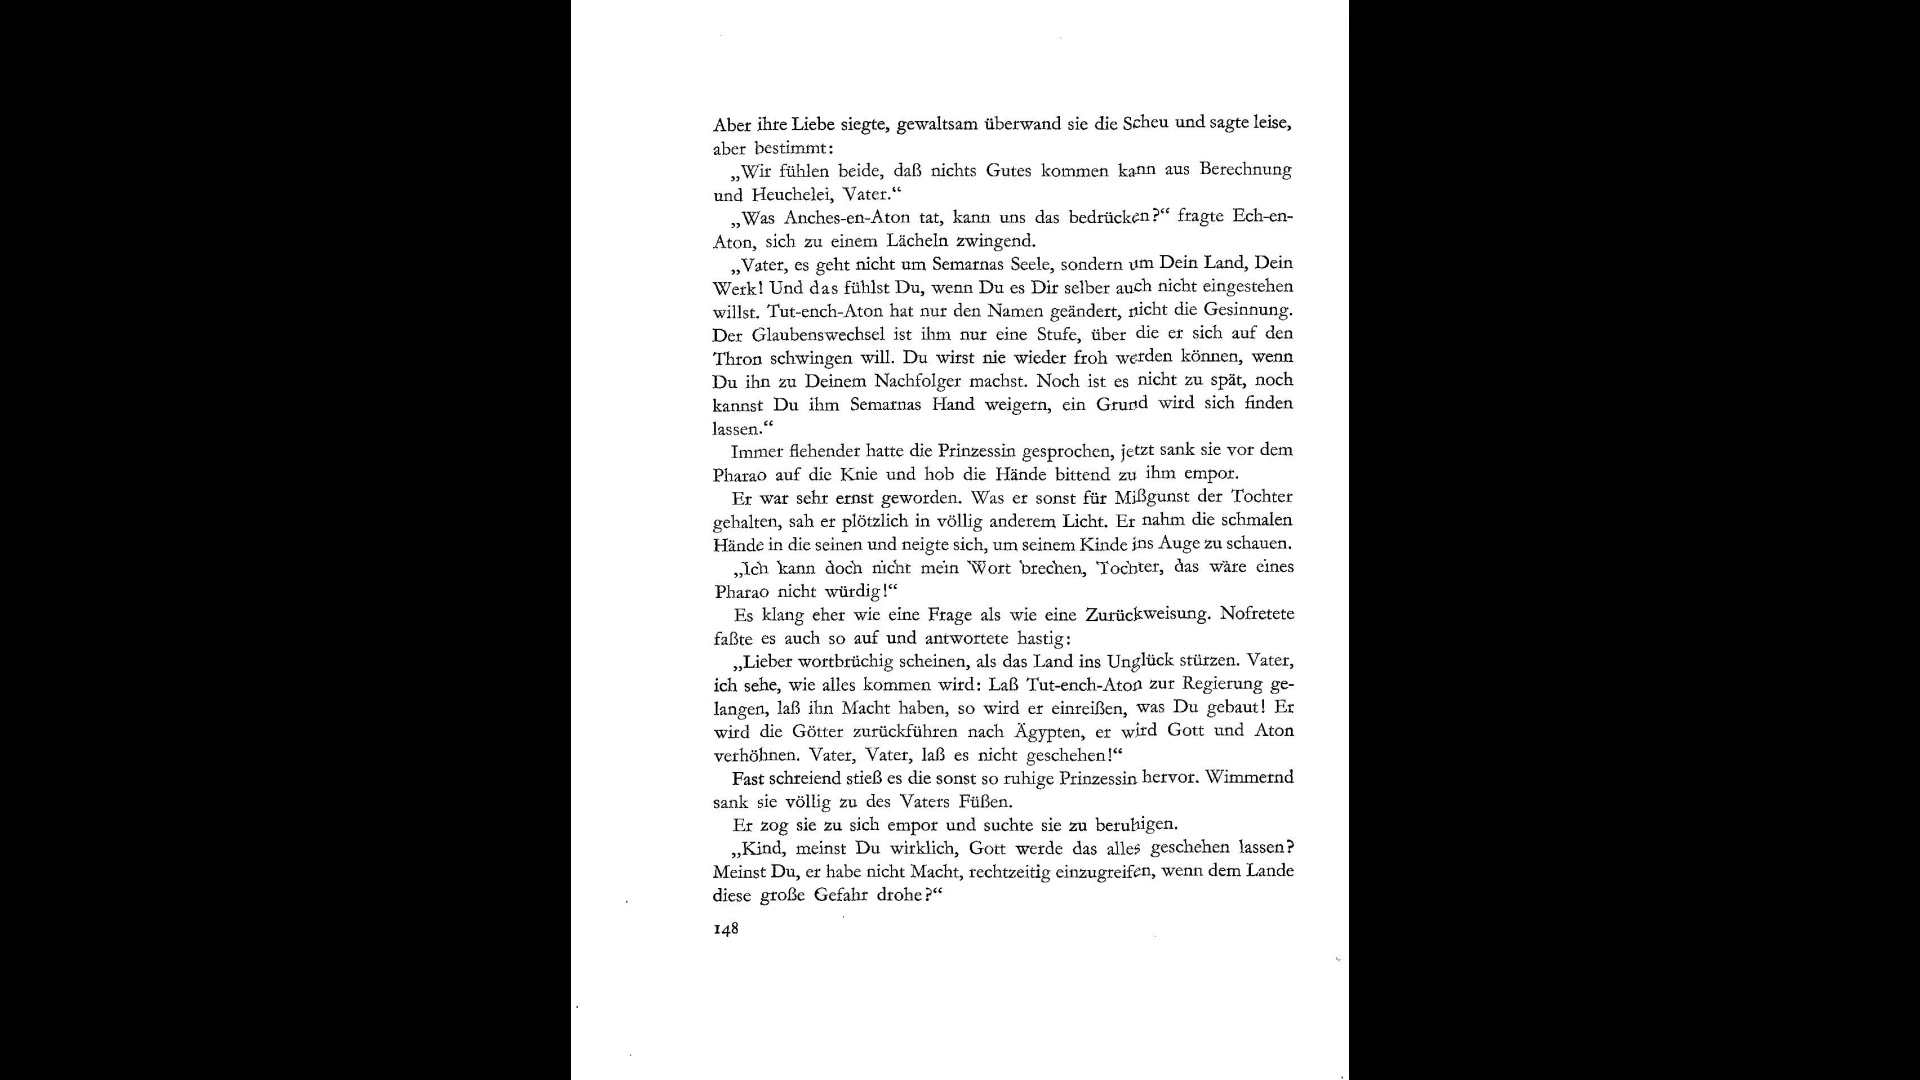 Aber ihre Liebe siegte, gewaltsam überwand sie die Scheu und sagte leise,
aber bestimmt:
„Wir fühlen beide, daß nichts Gutes kommen kann aus Berechnung
und Heuchelei, Vater.“
„Was Anches-en-Aton tat, kann uns das bedrücken?“ fragte Ech-en-
Aton, sich zu einem Lächeln zwingend.
„Vater, es geht nicht um Semarnas Seele, sondern um Dein Land, Dein
Werk! Und das fühlst Du, wenn Du es Dir selber auch nicht eingestehen
willst. Tut-ench-Aton hat nur den Namen geändert, nicht die Gesinnung.
Der Glaubenswechsel ist ihm nur eine Stufe, über die er sich auf den
Thron schwingen will. Du wirst nie wieder froh werden können, wenn
Du ihn zu Deinem Nachfolger machst. Noch ist es nicht zu spät, noch
kannst Du ihm Semarnas Hand weigern, ein Grund wird sich finden
lassen.“
Immer flehender hatte die Prinzessin gesprochen, jetzt sank sie vor dem
Pharao auf die Knie und hob die Hände bittend zu ihm empor.
Er war sehr ernst geworden. Was er sonst für Mißgunst der Tochter
gehalten, sah er plötzlich in völlig anderem Licht. Er nahm die schmalen
Hände in die seinen und neigte sich, um seinem Kinde ins Auge zu schauen.
„Ich kann doch nicht mein Wort brechen, Tochter, das wäre eines
Pharao nicht würdig!“
Es klang eher wie eine Frage als wie eine Zurückweisung. Nofretete
faßte es auch so auf und antwortete hastig:
„Lieber wortbrüchig scheinen, als das Land ins Unglück stürzen. Vater,
ich sehe, wie alles kommen wird: Laß Tut-ench-Aton zur Regierung ge-
langen, laß ihn Macht haben, so wird er einreißen, was Du gebaut! Er
wird die Götter zurückführen nach Ägypten, er wird Gott und Aton
verhöhnen. Vater, Vater, laß es nicht geschehen!“
Fast schreiend stieß es die sonst so ruhige Prinzessin hervor. Wimmernd
sank sie völlig zu des Vaters Füßen.
Er zog sie zu sich empor und suchte sie zu beruhigen.
„Kind, meinst Du wirklich, Gott werde das alles geschehen lassen?
Meinst Du, er habe nicht Macht, rechtzeitig einzugreifen, wenn dem Lande
diese große Gefahr drohe?“
148